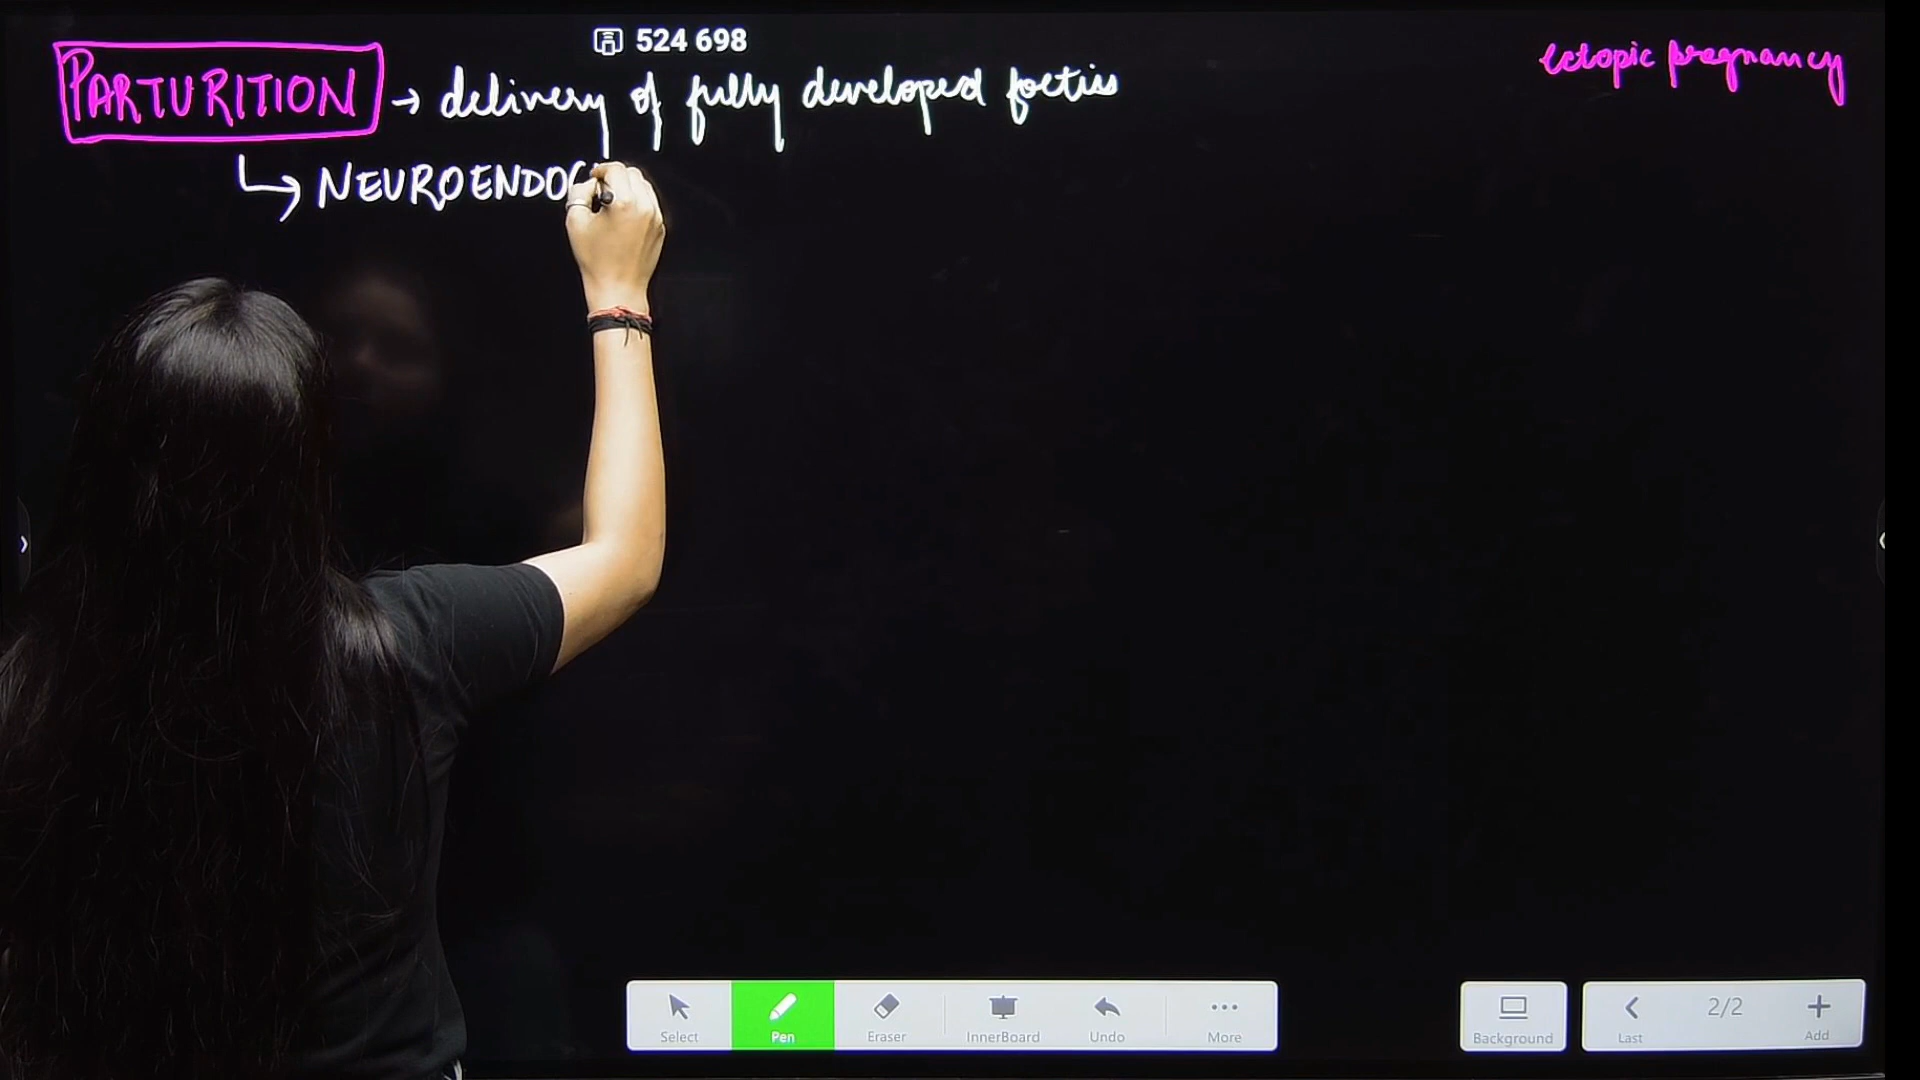 524 698
ectopic pregnancy
PARTURITION → delivery of fully developed foetus
↳ NEUROENDOC
Select Pen Eraser InnerBoard Undo More Background Last 2/2 Add